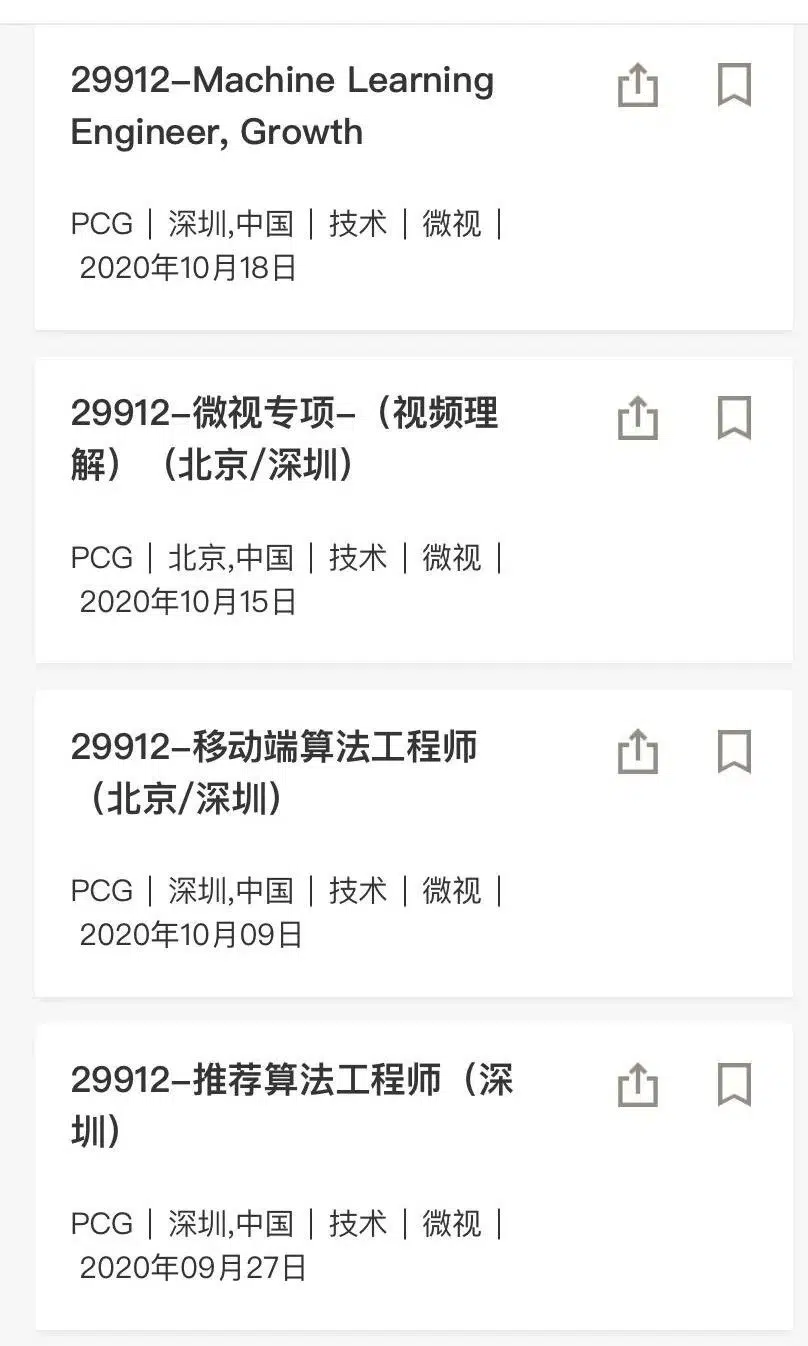 29912-Machine Learning
Engineer, Growth
PCG | 深圳,中国 | 技术 | 微视 |
2020年10月18日
29912-微视专项-（视频理
解）（北京/深圳）
PCG | 北京,中国 | 技术 | 微视 |
2020年10月15日
29912-移动端算法工程师
（北京/深圳）
PCG | 深圳,中国 | 技术 | 微视 |
2020年10月09日
29912-推荐算法工程师（深
圳）
PCG | 深圳,中国 | 技术 | 微视 |
2020年09月27日